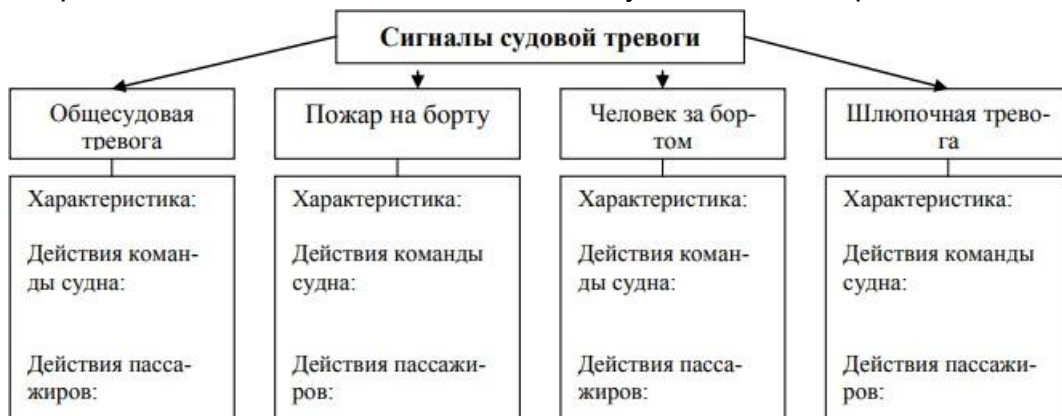 Сигналы судовой тревоги
Общесудовая
тревога
Пожар на борту
Человек за бор-
том
Шлюпочная трево-
га
Характеристика:
Действия коман-
ды судна:
Действия пасса-
жиров:
Характеристика:
Действия команды
судна:
Действия пассажи-
ров:
Характеристика:
Действия коман-
ды судна:
Действия пасса-
жиров:
Характеристика:
Действия команды
судна:
Действия пассажи-
ров: